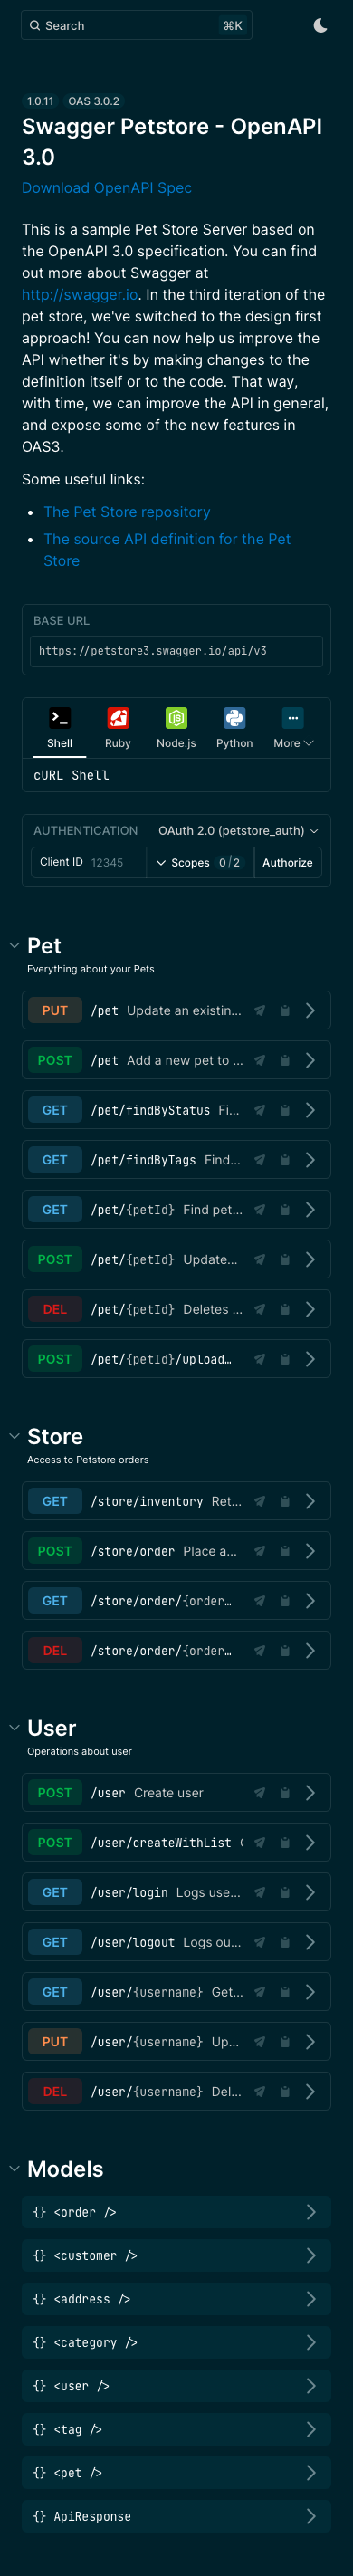 Search ⌘K
1.0.11 OAS 3.0.2
Swagger Petstore - OpenAPI
3.0
Download OpenAPI Spec
This is a sample Pet Store Server based on
the OpenAPI 3.0 specification. You can find
out more about Swagger at
http://swagger.io. In the third iteration of the
pet store, we've switched to the design first
approach! You can now help us improve the
API whether it's by making changes to the
definition itself or to the code. That way,
with time, we can improve the API in general,
and expose some of the new features in
OAS3.
Some useful links:
• The Pet Store repository
• The source API definition for the Pet
Store
BASE URL
https://petstore3.swagger.io/api/v3
Shell Ruby Node.js Python More
cURL Shell
AUTHENTICATION OAuth 2.0 (petstore_auth)
Client ID 12345 Scopes 0/2 Authorize
Pet
Everything about your Pets
PUT /pet Update an existin...
POST /pet Add a new pet to ...
GET /pet/findByStatus Fi...
GET /pet/findByTags Find...
GET /pet/{petId} Find pet...
POST /pet/{petId} Update...
DEL /pet/{petId} Deletes ...
POST /pet/{petId}/upload…
Store
Access to Petstore orders
GET /store/inventory Ret...
POST /store/order Place a...
GET /store/order/{order…
DEL /store/order/{order…
User
Operations about user
POST /user Create user
POST /user/createWithList
GET /user/login Logs use...
GET /user/logout Logs ou...
GET /user/{username} Get...
PUT /user/{username} Up...
DEL /user/{username} Del...
Models
{} <order />
{} <customer />
{} <address />
{} <category />
{} <user />
{} <tag />
{} <pet />
{} ApiResponse